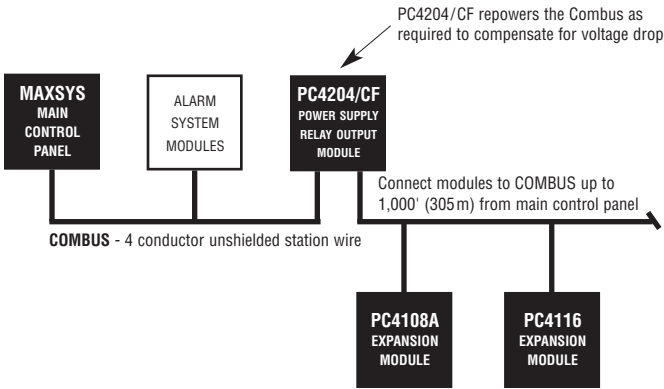 PC4204/CF repowers the Combus as
required to compensate for voltage drop
MAXSYS
MAIN
CONTROL
PANEL
ALARM
SYSTEM
MODULES
PC4204/CF
POWER SUPPLY
RELAY OUTPUT
MODULE
Connect modules to COMBUS up to
1,000' (305m) from main control panel
COMBUS - 4 conductor unshielded station wire
PC4108A
EXPANSION
MODULE
PC4116
EXPANSION
MODULE